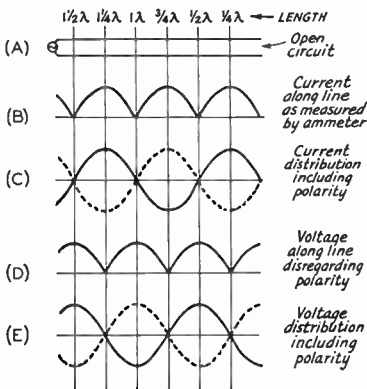 1½λ 1¼λ 1λ ¾λ ½λ ¼λ ← LENGTH
(A)
Open
circuit
(B)
Current
along line
as measured
by ammeter
(C)
Current
distribution
including
polarity
(D)
Voltage
along line
disregarding
polarity
(E)
Voltage
distribution
including
polarity